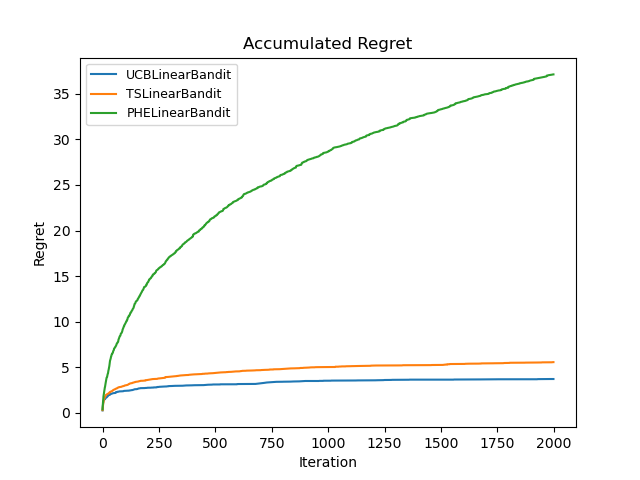 Accumulated Regret
UCBLinearBandit
TSLinearBandit
PHELinearBandit
Regret
35
30
25
20
15
10
5
0
0 250 500 750 1000 1250 1500 1750 2000
Iteration